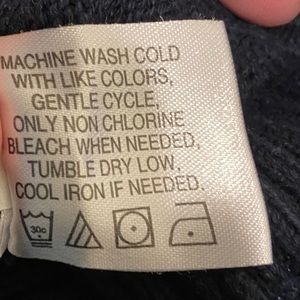 MACHINE WASH COLD
WITH LIKE COLORS,
GENTLE CYCLE,
ONLY NON CHLORINE
BLEACH WHEN NEEDED,
TUMBLE DRY LOW,
COOL IRON IF NEEDED.
30c